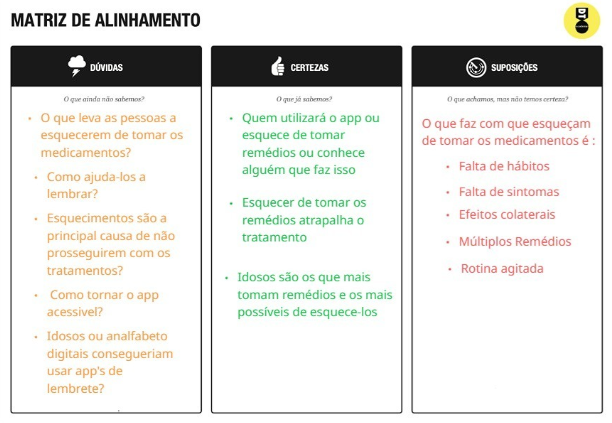 MATRIZ DE ALINHAMENTO
DÚVIDAS
O que ainda não sabemos?
• O que leva as pessoas a
esquecerem de tomar os
medicamentos?
• Como ajuda-los a
lembrar?
• Esquecimentos são a
principal causa de não
prosseguirem com os
tratamentos?
• Como tornar o app
acessivel?
• Idosos ou analfabeto
digitais consegueriam
usar app's de
lembrete?
CERTEZAS
O que já sabemos?
• Quem utilizará o app ou
esquece de tomar
remédios ou conhece
alguém que faz isso
• Esquecer de tomar os
remédios atrapalha o
tratamento
• Idosos são os que mais
tomam remédios e os mais
possíveis de esquece-los
SUPOSIÇÕES
O que achamos, mas não temos certeza?
O que faz com que esqueçam
de tomar os medicamentos é :
• Falta de hábitos
• Falta de sintomas
• Efeitos colaterais
• Múltiplos Remédios
• Rotina agitada